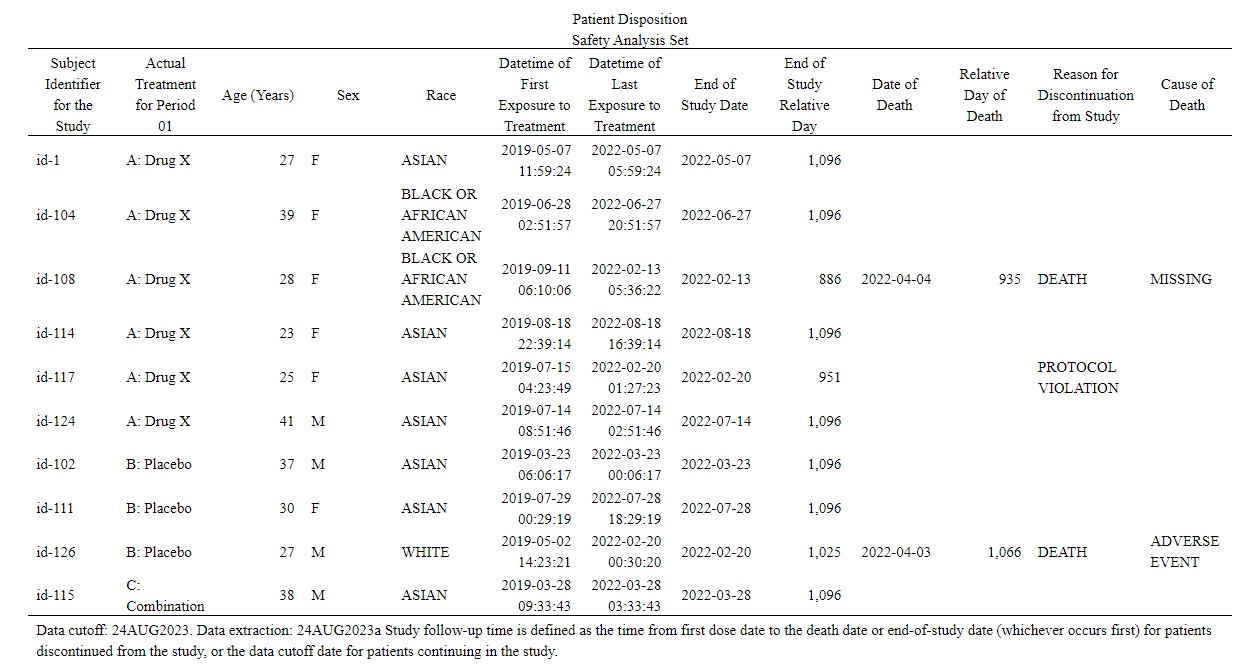 Patient Disposition
Safety Analysis Set
Subject Identifier for the Study | Actual Treatment for Period 01 | Age (Years) | Sex | Race | Datetime of First Exposure to Treatment | Datetime of Last Exposure to Treatment | End of Study Date | End of Study Relative Day | Date of Death | Relative Day of Death | Reason for Discontinuation from Study | Cause of Death
id-1 A: Drug X 27 F ASIAN 2019-05-07 11:59:24 2022-05-07 05:59:24 2022-05-07 1,096
id-104 A: Drug X 39 F BLACK OR AFRICAN AMERICAN 2019-06-28 02:51:57 2022-06-27 20:51:57 2022-06-27 1,096
id-108 A: Drug X 28 F BLACK OR AFRICAN AMERICAN 2019-09-11 06:10:06 2022-02-13 05:36:22 2022-02-13 886 2022-04-04 935 DEATH MISSING
id-114 A: Drug X 23 F ASIAN 2019-08-18 22:39:14 2022-08-18 16:39:14 2022-08-18 1,096
id-117 A: Drug X 25 F ASIAN 2019-07-15 04:23:49 2022-02-20 01:27:23 2022-02-20 951 PROTOCOL VIOLATION
id-124 A: Drug X 41 M ASIAN 2019-07-14 08:51:46 2022-07-14 02:51:46 2022-07-14 1,096
id-102 B: Placebo 37 M ASIAN 2019-03-23 06:06:17 2022-03-23 00:06:17 2022-03-23 1,096
id-111 B: Placebo 30 F ASIAN 2019-07-29 00:29:19 2022-07-28 18:29:19 2022-07-28 1,096
id-126 B: Placebo 27 M WHITE 2019-05-02 14:23:21 2022-02-20 00:30:20 2022-02-20 1,025 2022-04-03 1,066 DEATH ADVERSE EVENT
id-115 C: Combination 38 M ASIAN 2019-03-28 09:33:43 2022-03-28 03:33:43 2022-03-28 1,096
Data cutoff: 24AUG2023. Data extraction: 24AUG2023a Study follow-up time is defined as the time from first dose date to the death date or end-of-study date (whichever occurs first) for patients
discontinued from the study, or the data cutoff date for patients continuing in the study.